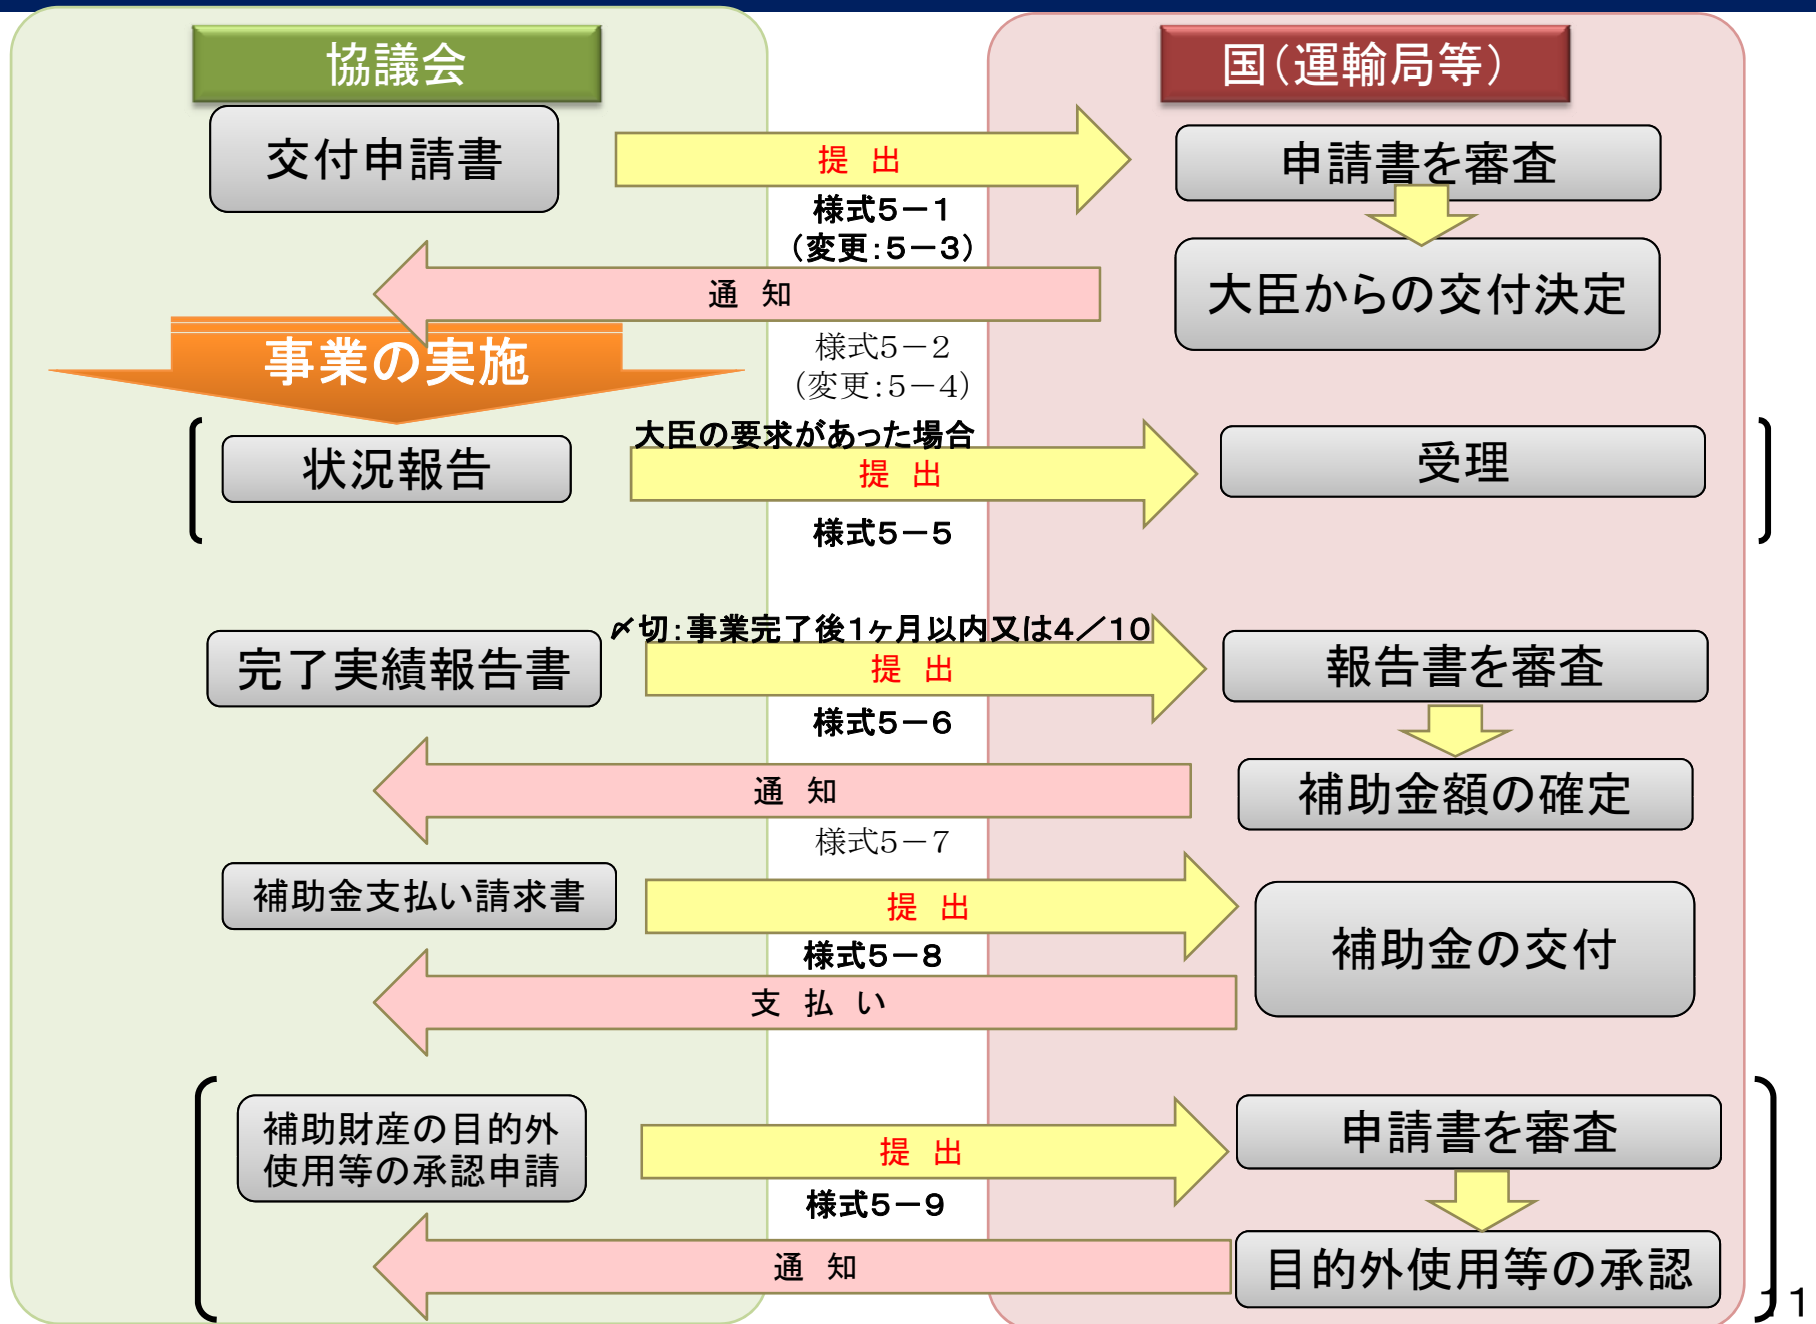 協議会
国（運輸局等）
交付申請書
提 出
申請書を審査
様式５－１
（変更：５－３）
大臣からの交付決定
通 知
様式５－２
（変更：５－４）
事業の実施
大臣の要求があった場合
状況報告
提 出
受理
様式５－５
〆切：事業完了後１ヶ月以内又は４／１０
完了実績報告書
提 出
報告書を審査
様式５－６
通 知
補助金額の確定
様式５－７
補助金支払い請求書
提 出
補助金の交付
様式５－８
支 払 い
補助財産の目的外
使用等の承認申請
提 出
申請書を審査
様式５－９
通 知
目的外使用等の承認
11